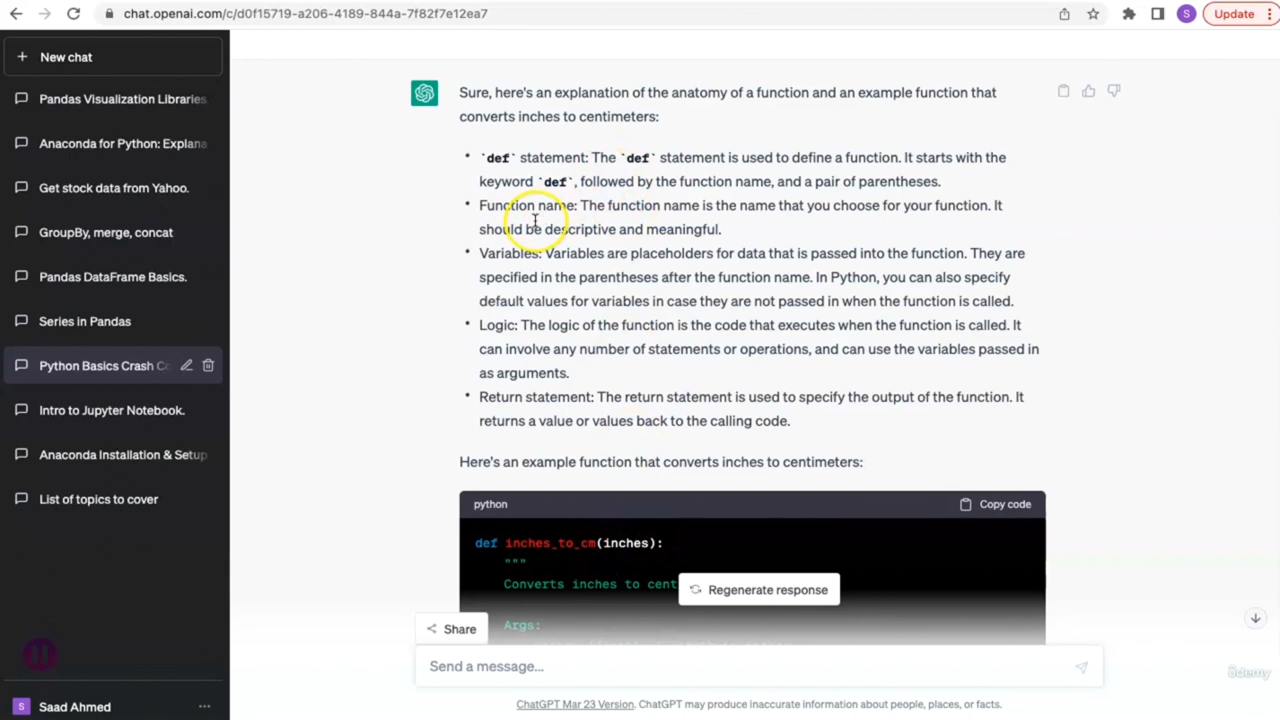 chat.openai.com/c/d0f15719-a206-4189-844a-7f82f7e12ea7
S
Update
New chat
Pandas Visualization Libraries
Anaconda for Python: Explana
Get stock data from Yahoo.
GroupBy, merge, concat
Pandas DataFrame Basics.
Series in Pandas
Python Basics Crash Co
Intro to Jupyter Notebook.
Anaconda Installation & Setup
List of topics to cover
S
Saad Ahmed
Sure, here's an explanation of the anatomy of a function and an example function that
converts inches to centimeters:
• `def` statement: The `def` statement is used to define a function. It starts with the
keyword `def`, followed by the function name, and a pair of parentheses.
• Function name: The function name is the name that you choose for your function. It
should be descriptive and meaningful.
• Variables: Variables are placeholders for data that is passed into the function. They are
specified in the parentheses after the function name. In Python, you can also specify
default values for variables in case they are not passed in when the function is called.
• Logic: The logic of the function is the code that executes when the function is called. It
can involve any number of statements or operations, and can use the variables passed in
as arguments.
• Return statement: The return statement is used to specify the output of the function. It
returns a value or values back to the calling code.
Here's an example function that converts inches to centimeters:
python
Copy code
def inches_to_cm(inches):
"""
Converts inches to cent
Regenerate response
Args:
Share
Send a message...
ChatGPT Mar 23 Version. ChatGPT may produce inaccurate information about people, places, or facts.
ûdemy